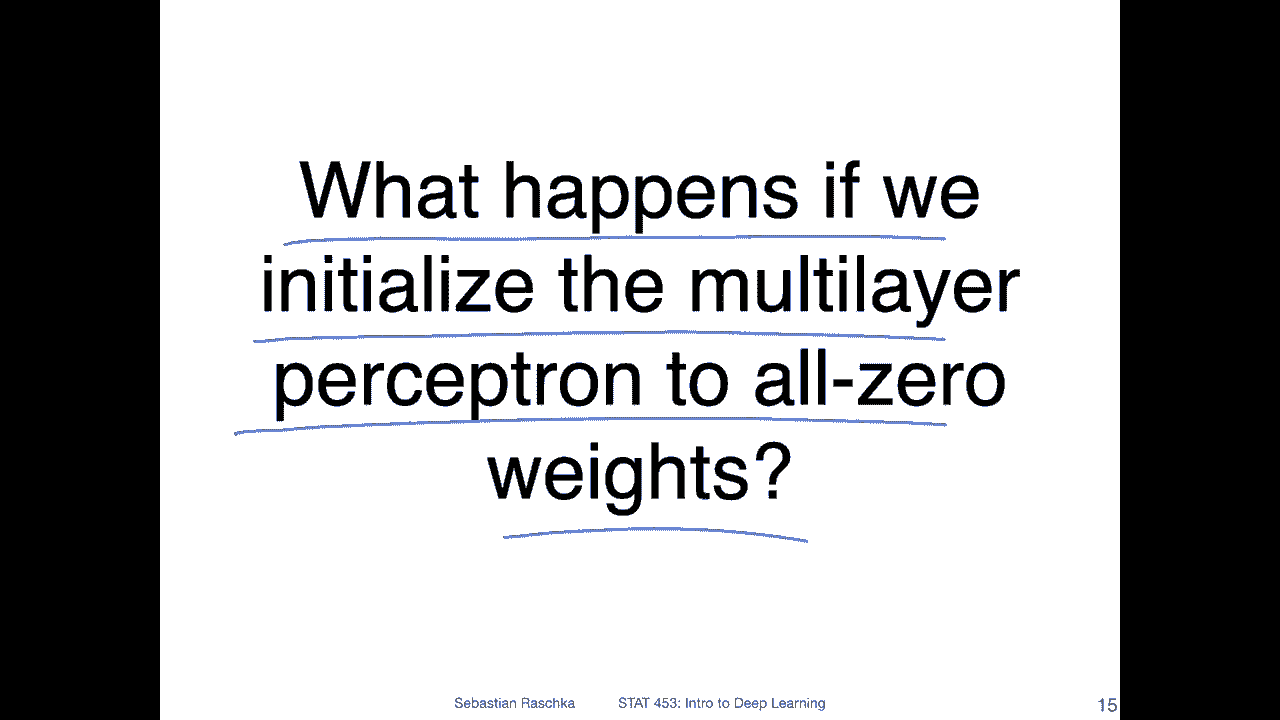 What happens if we
initialize the multilayer
perceptron to all-zero
weights?
Sebastian Raschka STAT 453: Intro to Deep Learning 15